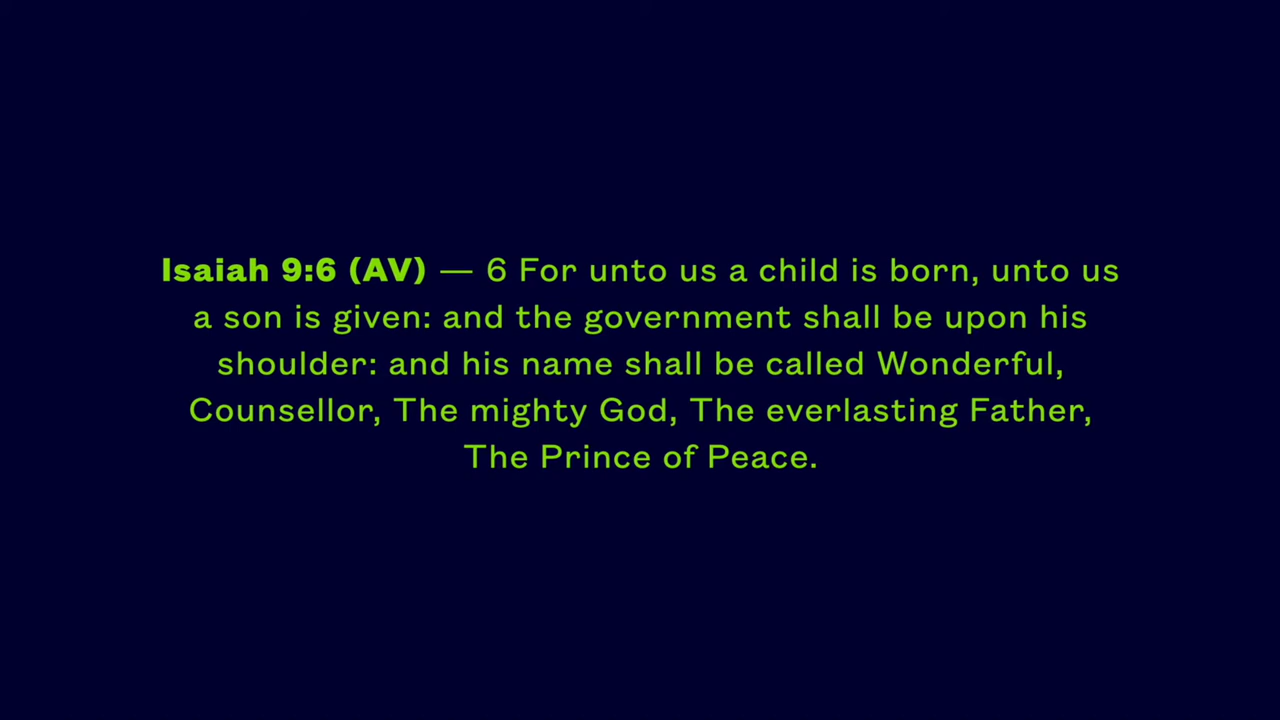 Isaiah 9:6 (AV) — 6 For unto us a child is born, unto us
a son is given: and the government shall be upon his
shoulder: and his name shall be called Wonderful,
Counsellor, The mighty God, The everlasting Father,
The Prince of Peace.